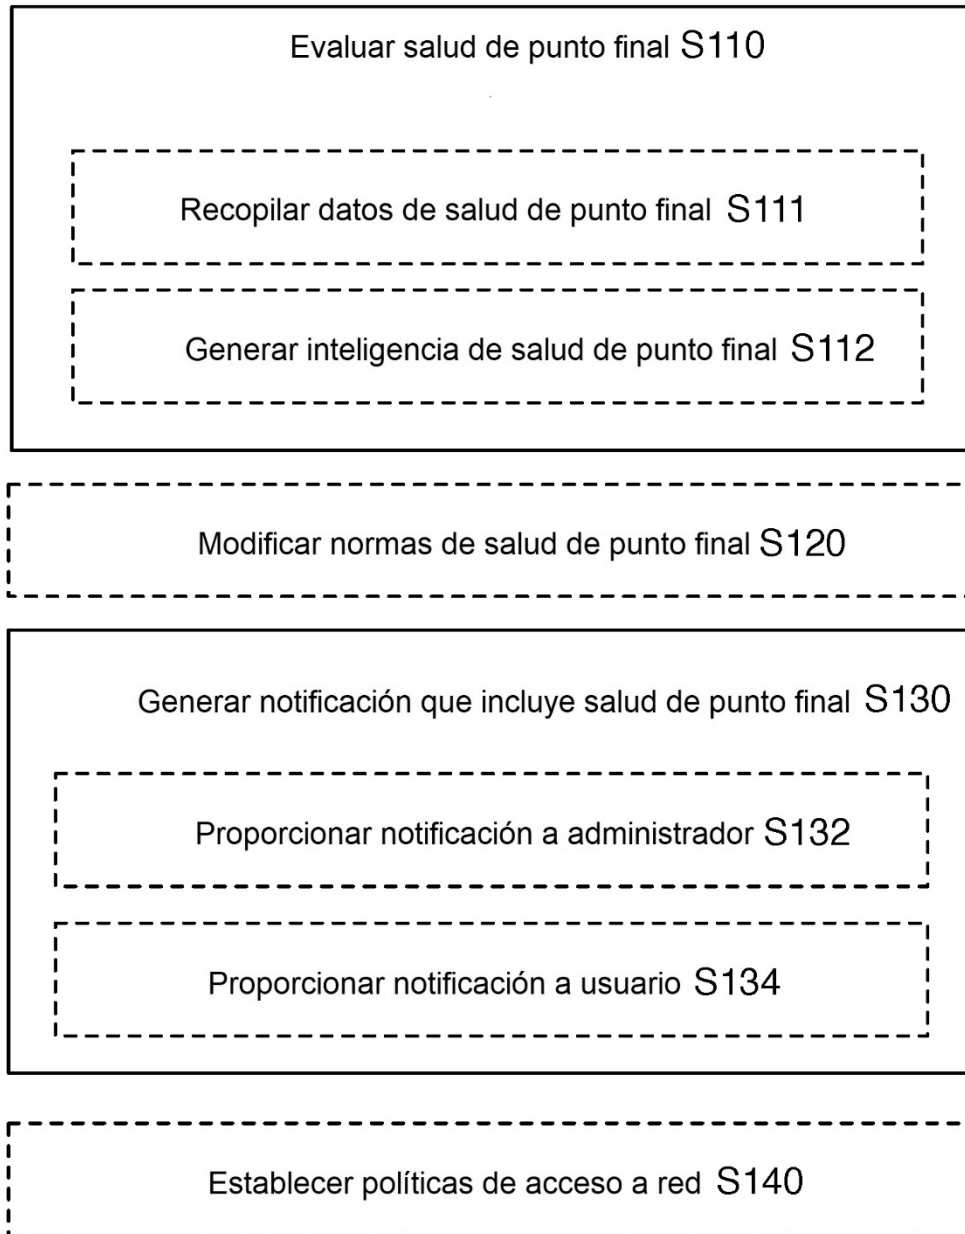 Evaluar salud de punto final S110
Recopilar datos de salud de punto final S111
Generar inteligencia de salud de punto final S112
Modificar normas de salud de punto final S120
Generar notificación que incluye salud de punto final S130
Proporcionar notificación a administrador S132
Proporcionar notificación a usuario S134
Establecer políticas de acceso a red S140